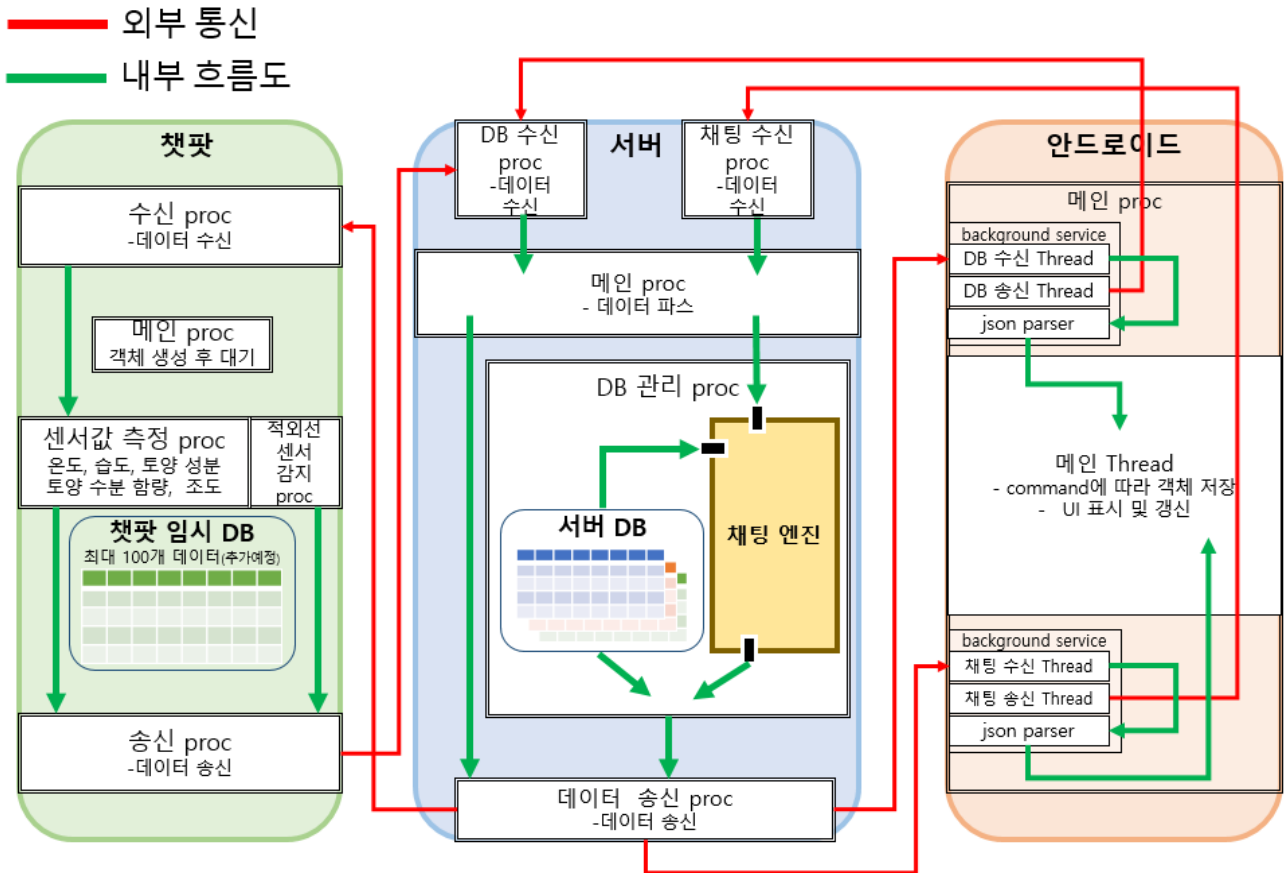 외부 통신
내부 흐름도
챗팟
수신 proc
-데이터 수신
메인 proc
객체 생성 후 대기
센서값 측정 proc
온도, 습도, 토양 성분
토양 수분 함량, 조도
적외선
센서
감지
proc
챗팟 임시 DB
최대 100개 데이터(추가예정)
송신 proc
-데이터 송신
서버
DB 수신
proc
-데이터
수신
채팅 수신
proc
-데이터
수신
메인 proc
- 데이터 파스
DB 관리 proc
서버 DB
채팅 엔진
데이터 송신 proc
-데이터 송신
안드로이드
메인 proc
background service
DB 수신 Thread
DB 송신 Thread
json parser
메인 Thread
- command에 따라 객체 저장
- UI 표시 및 갱신
background service
채팅 수신 Thread
채팅 송신 Thread
json parser